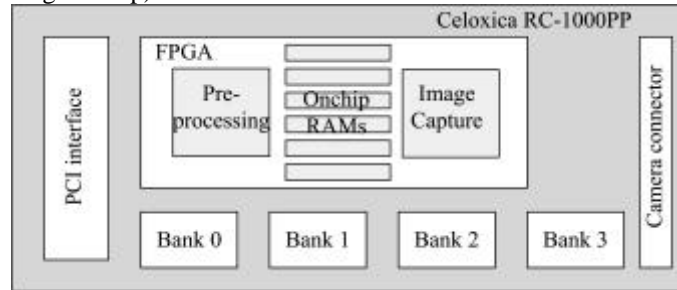 Celoxica RC-1000PP
PCI interface
FPGA
Pre-
processing
Onchip
RAMs
Image
Capture
Camera connector
Bank 0
Bank 1
Bank 2
Bank 3